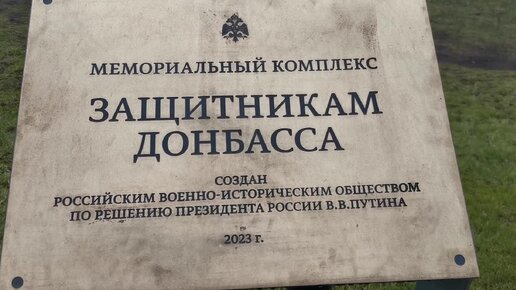 МЕМОРИАЛЬНЫЙ КОМПЛЕКС
ЗАЩИТНИКАМ
ДОНБАССА
СОЗДАН
РОССИЙСКИМ ВОЕННО-ИСТОРИЧЕСКИМ ОБЩЕСТВОМ
ПО РЕШЕНИЮ ПРЕЗИДЕНТА РОССИИ В.В.ПУТИНА
2023 г.